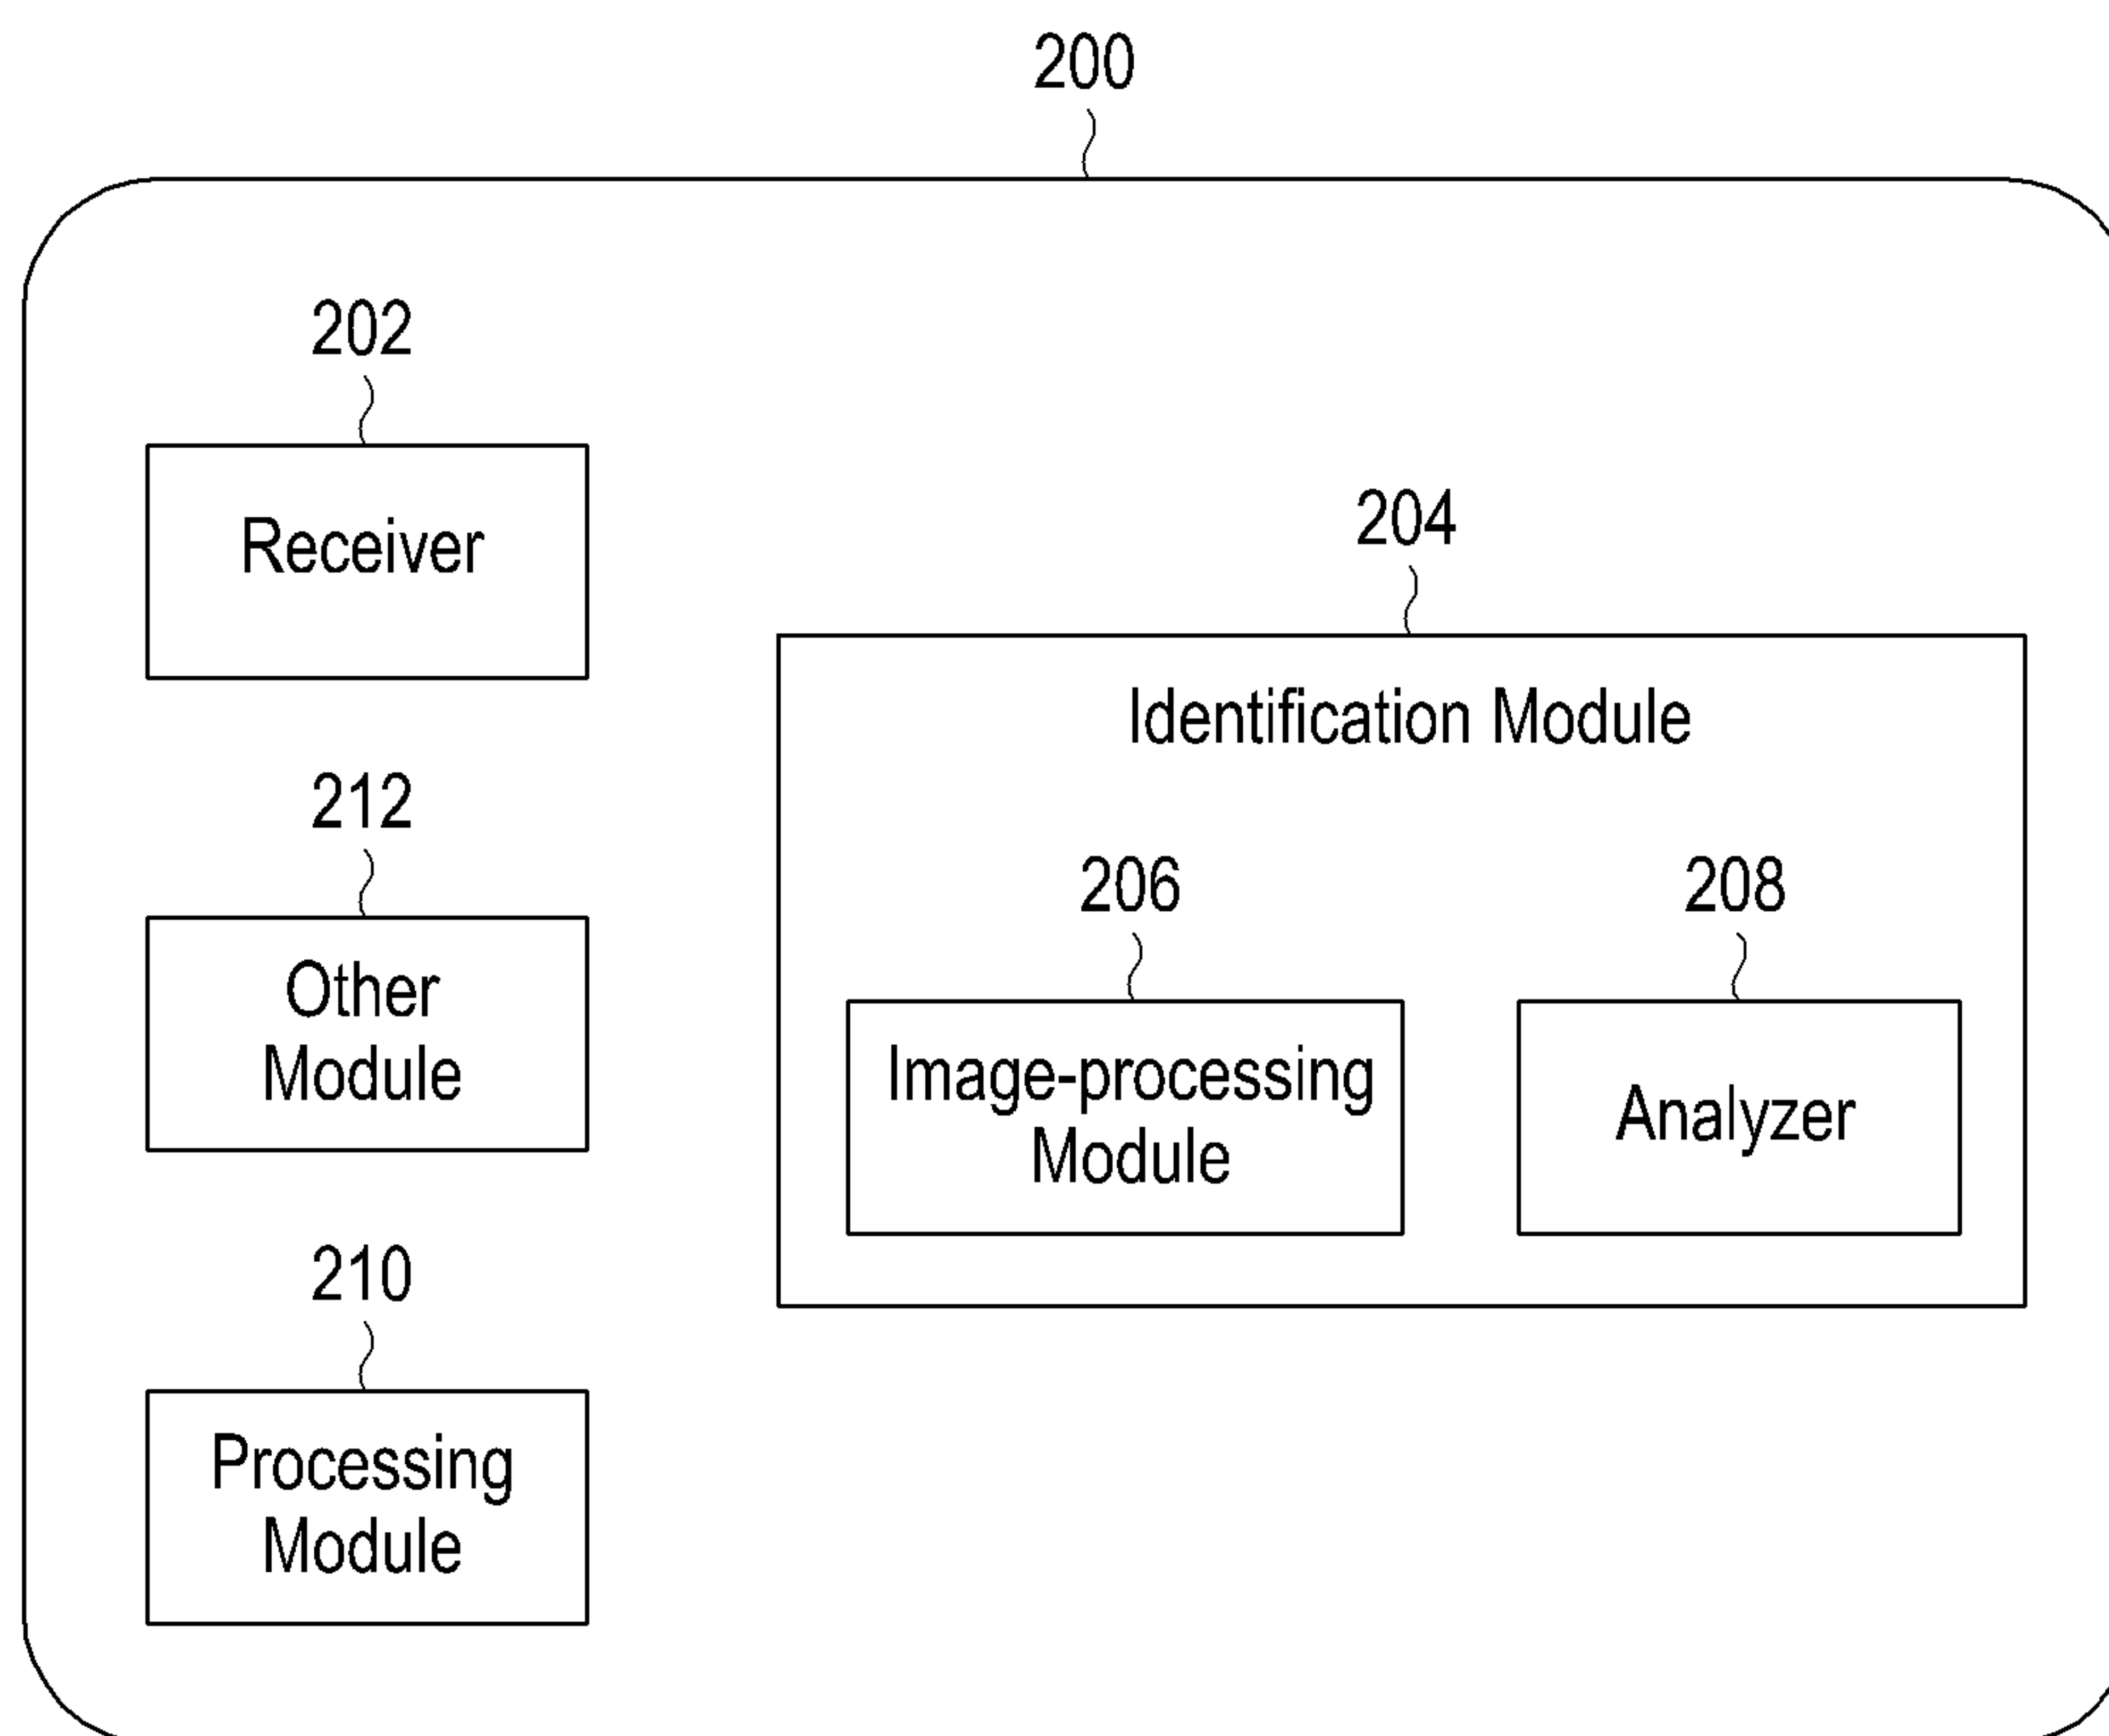 200
202
Receiver
204
Identification Module
212
Other
Module
206
Image-processing
Module
208
Analyzer
210
Processing
Module